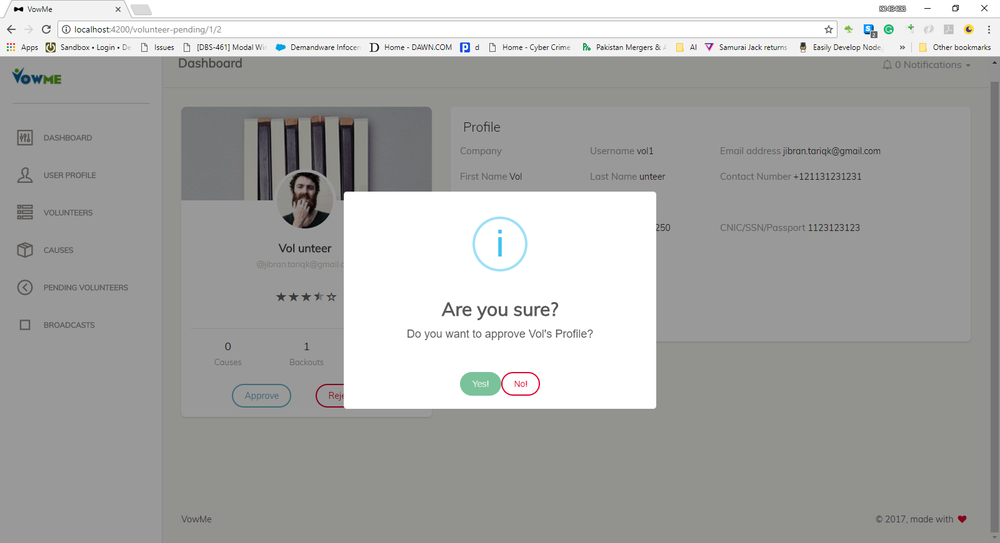 VowMe
K143408
localhost:4200/volunteer-pending/1/2
2
Apps
Sandbox • Login • De
Issues
[DBS-461] Modal Win
Demandware Infocen
Home - DAWN.COM
d
Home - Cyber Crime
Pakistan Mergers & A
AI
Samurai Jack returns
Easily Develop Node.
»
Other bookmarks
VOWME
Dashboard
0 Notifications
DASHBOARD
USER PROFILE
VOLUNTEERS
CAUSES
PENDING VOLUNTEERS
BROADCASTS
Vol unteer
@jibran.tariqk@gmail.c
0
Causes
1
Backouts
Approve
Reje
Profile
Company
Username vol1
Email address jibran.tariqk@gmail.com
First Name Vol
Last Name unteer
Contact Number +121131231231
250
CNIC/SSN/Passport 1123123123
i
Are you sure?
Do you want to approve Vol's Profile?
Yes!
No!
VowMe
© 2017, made with